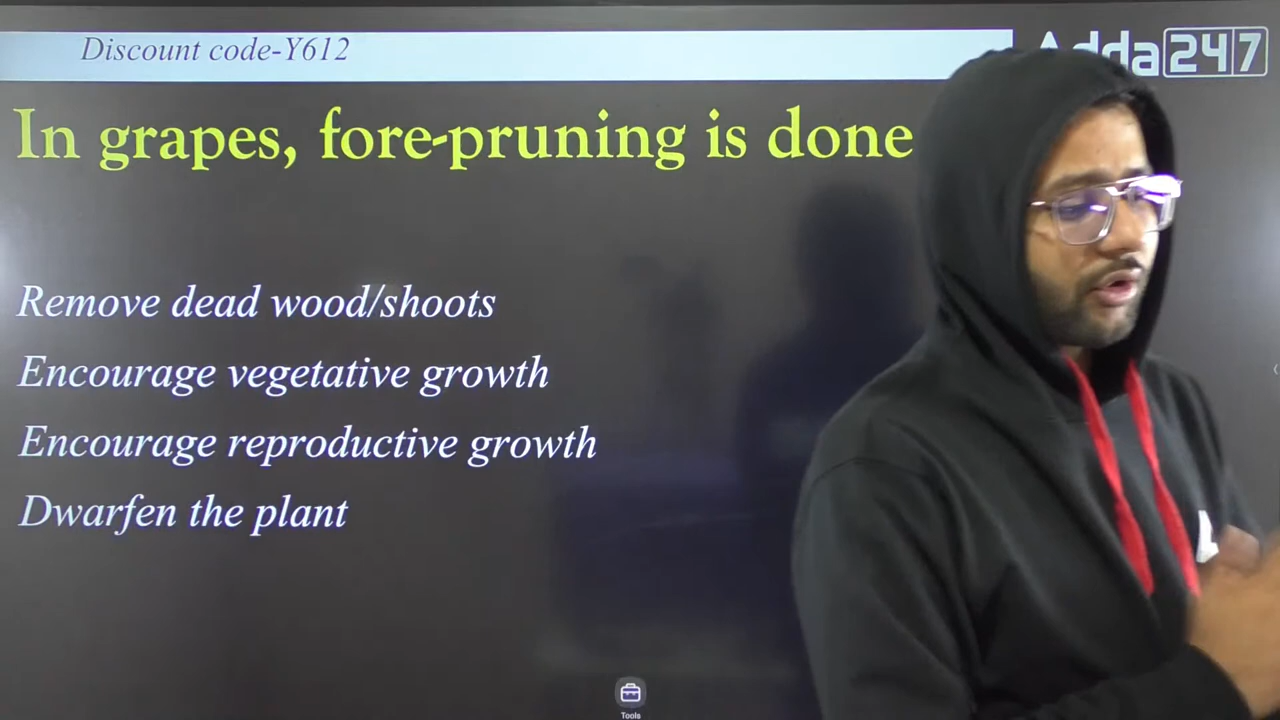 Discount code-Y612
Adda247
In grapes, fore-pruning is done
Remove dead wood/shoots
Encourage vegetative growth
Encourage reproductive growth
Dwarfen the plant
Tools